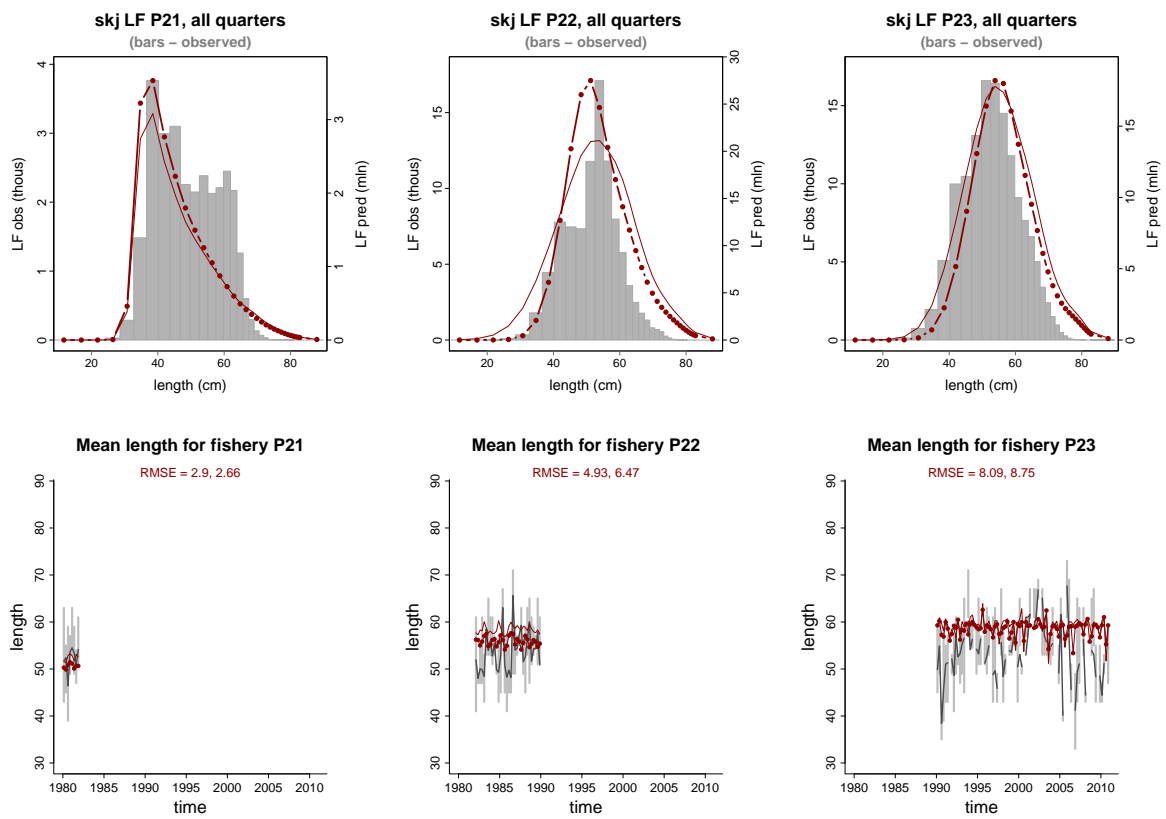 skj LF P21, all quarters
(bars − observed)
LF obs (thous)
0 1 2 3 4
LF pred (mln)
0 1 2 3
20 40 60 80
length (cm)
skj LF P22, all quarters
(bars − observed)
LF obs (thous)
0 5 10 15
LF pred (mln)
0 5 10 15 20 25 30
20 40 60 80
length (cm)
skj LF P23, all quarters
(bars − observed)
LF obs (thous)
0 5 10 15
LF pred (mln)
0 5 10 15
20 40 60 80
length (cm)
Mean length for fishery P21
RMSE = 2.9, 2.66
length
30 40 50 60 70 80 90
1980 1985 1990 1995 2000 2005 2010
time
Mean length for fishery P22
RMSE = 4.93, 6.47
length
30 40 50 60 70 80 90
1980 1985 1990 1995 2000 2005 2010
time
Mean length for fishery P23
RMSE = 8.09, 8.75
length
30 40 50 60 70 80 90
1980 1985 1990 1995 2000 2005 2010
time